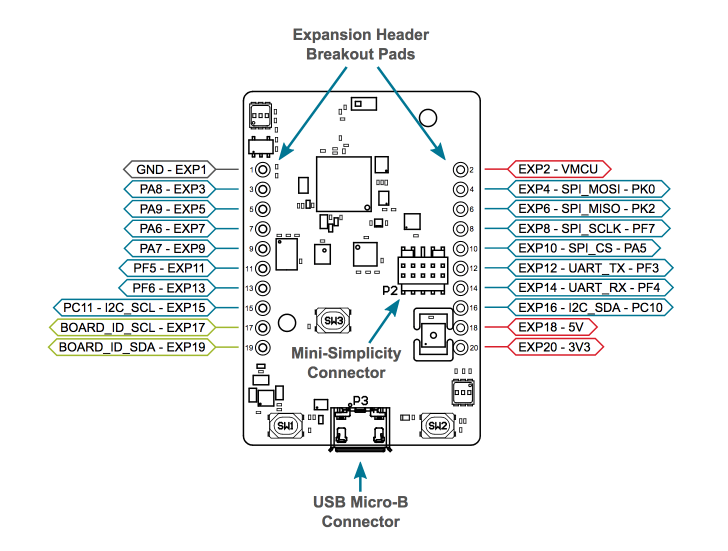 Expansion Header
Breakout Pads
GND - EXP1
1
2
EXP2 - VMCU
PA8 - EXP3
3
4
EXP4 - SPI_MOSI - PK0
PA9 - EXP5
5
6
EXP6 - SPI_MISO - PK2
PA6 - EXP7
7
8
EXP8 - SPI_SCLK - PF7
PA7 - EXP9
9
10
EXP10 - SPI_CS - PA5
PF5 - EXP11
11
12
EXP12 - UART_TX - PF3
PF6 - EXP13
13
P2
14
EXP14 - UART_RX - PF4
PC11 - I2C_SCL - EXP15
15
16
EXP16 - I2C_SDA - PC10
BOARD_ID_SCL - EXP17
17
SW3
18
EXP18 - 5V
BOARD_ID_SDA - EXP19
19
20
EXP20 - 3V3
Mini-Simplicity
Connector
P3
SW1
SW2
USB Micro-B
Connector